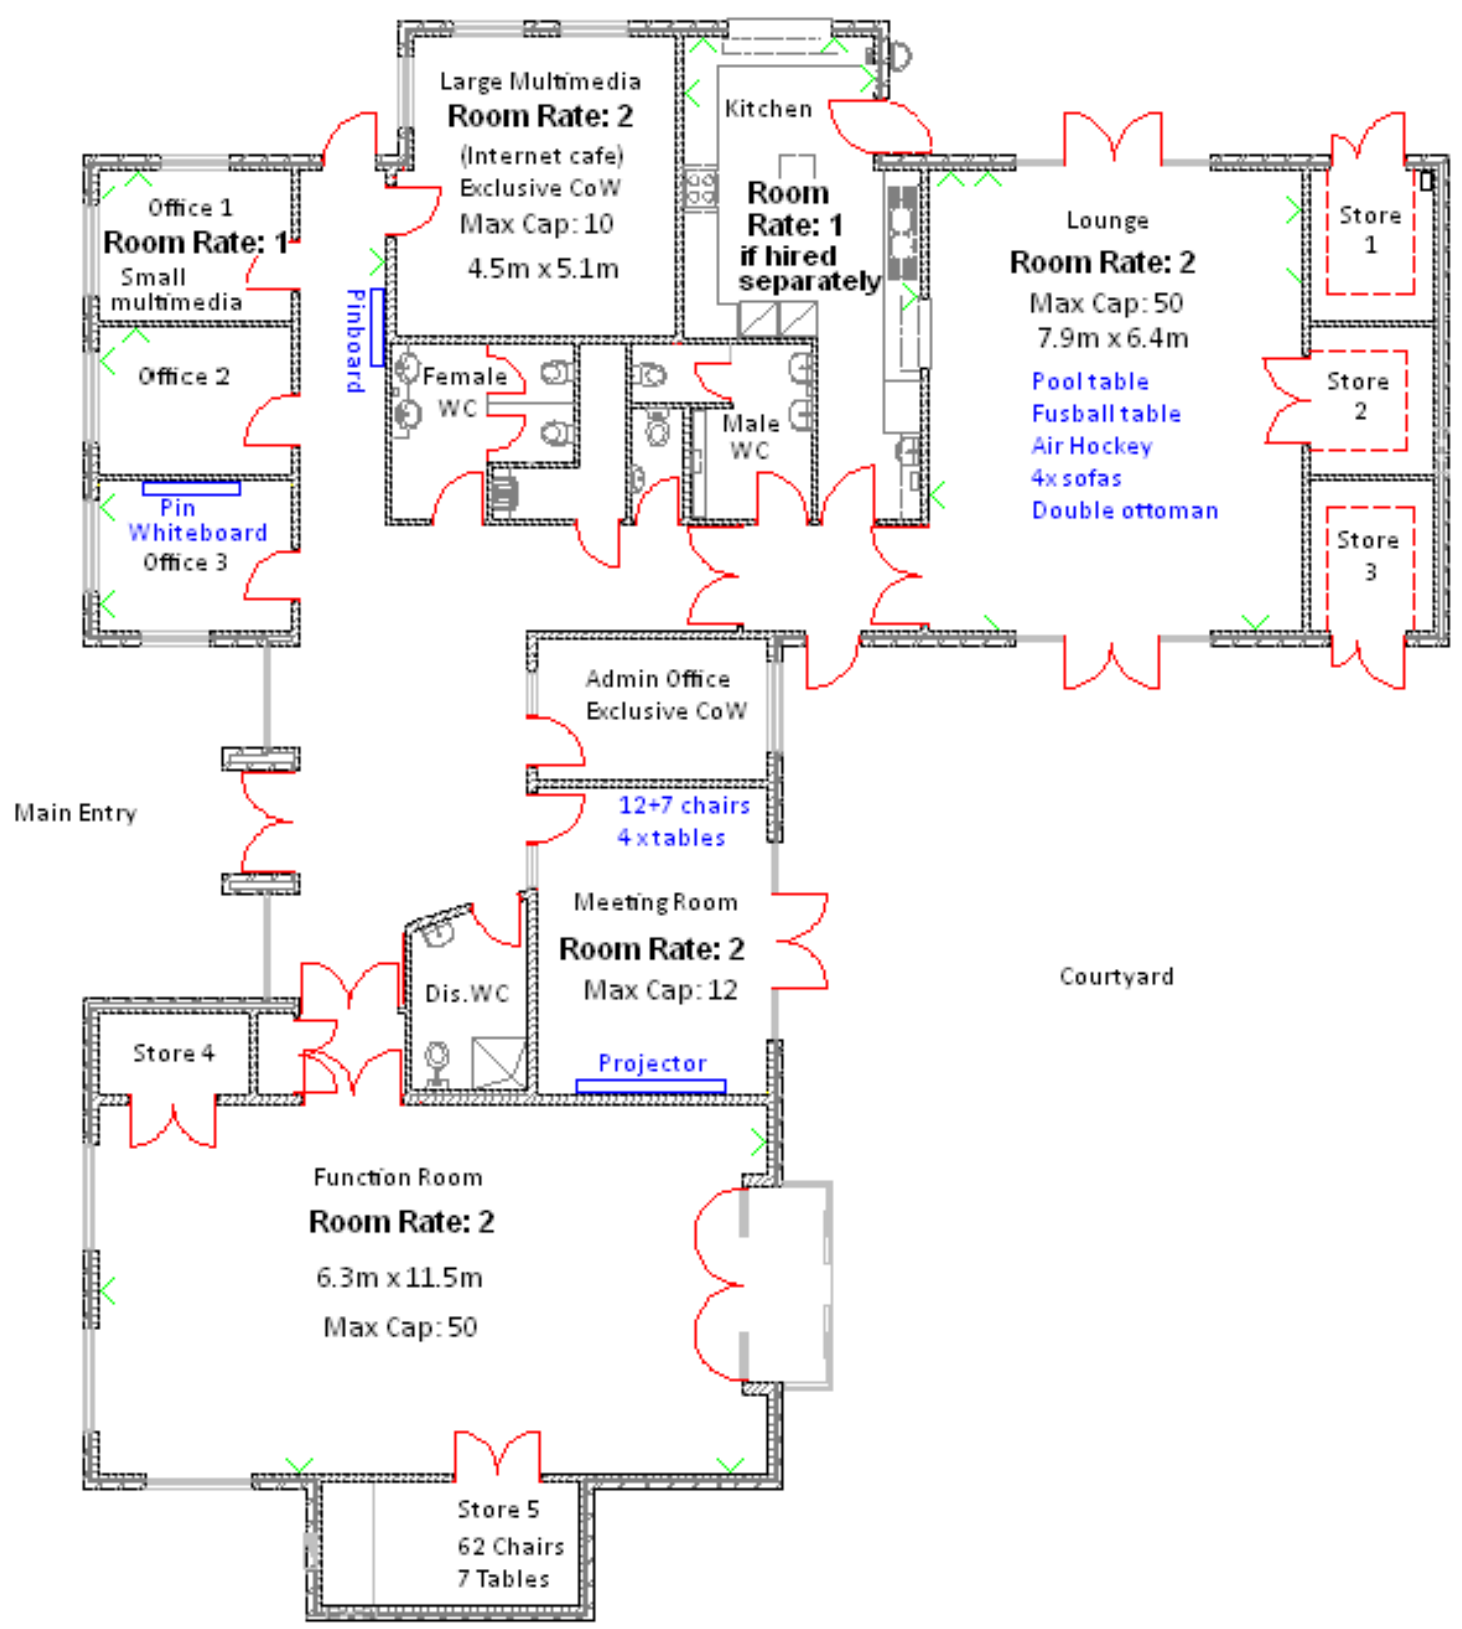 Large Multimedia
Room Rate: 2
(Internet cafe)
Exclusive CoW
Max Cap: 10
4.5m x 5.1m
Kitchen
Room
Rate: 1
if hired
separately
Office 1
Room Rate: 1
Small
multimedia
Pinboard
Office 2
Pin
Whiteboard
Office 3
Female
WC
Male
WC
Lounge
Room Rate: 2
Max Cap: 50
7.9m x 6.4m
Pool table
Fusball table
Air Hockey
4x sofas
Double ottoman
Store
1
Store
2
Store
3
Admin Office
Exclusive CoW
Main Entry
12+7 chairs
4 x tables
Meeting Room
Room Rate: 2
Max Cap: 12
Projector
Dis.WC
Courtyard
Store 4
Function Room
Room Rate: 2
6.3m x 11.5m
Max Cap: 50
Store 5
62 Chairs
7 Tables